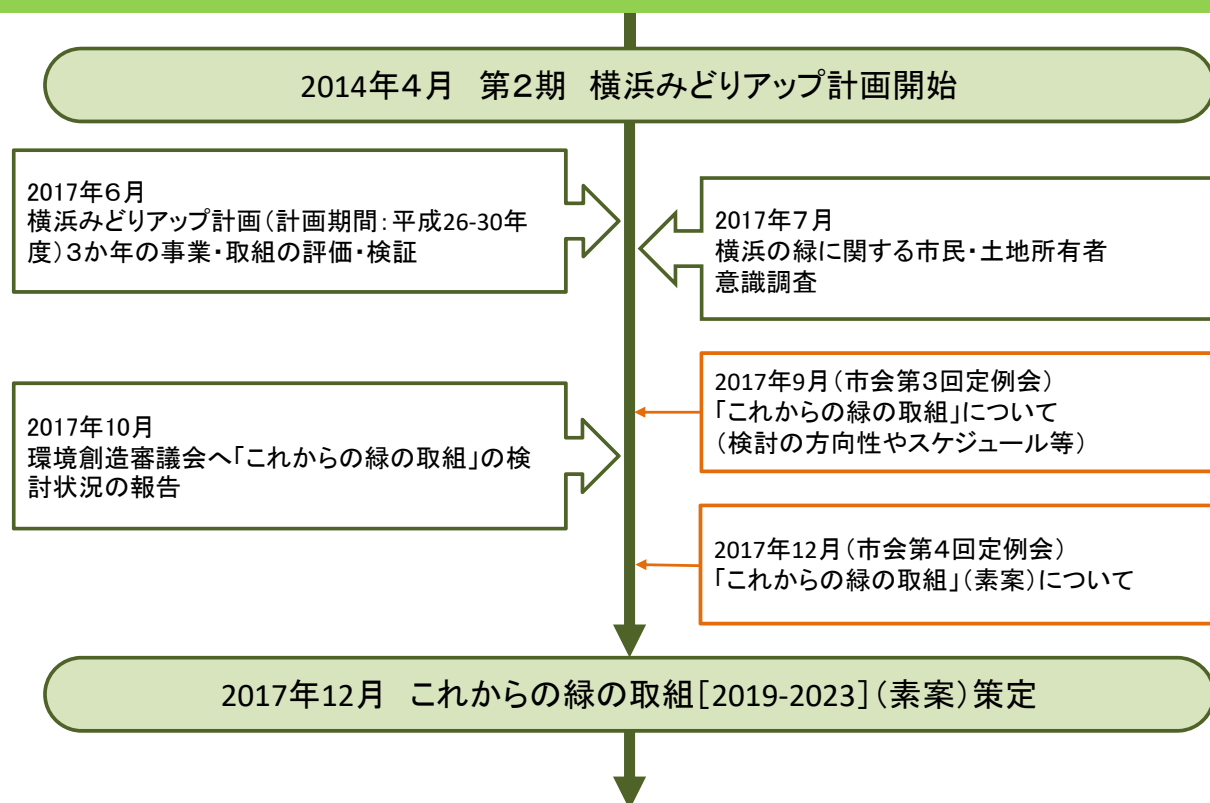 2014年4月 第2期 横浜みどりアップ計画開始
2017年6月
横浜みどりアップ計画（計画期間：平成26-30年
度）3か年の事業・取組の評価・検証
2017年7月
横浜の緑に関する市民・土地所有者
意識調査
2017年9月（市会第3回定例会）
「これからの緑の取組」について
（検討の方向性やスケジュール等）
2017年10月
環境創造審議会へ「これからの緑の取組」の検
討状況の報告
2017年12月（市会第4回定例会）
「これからの緑の取組」（素案）について
2017年12月 これからの緑の取組［2019-2023］（素案）策定